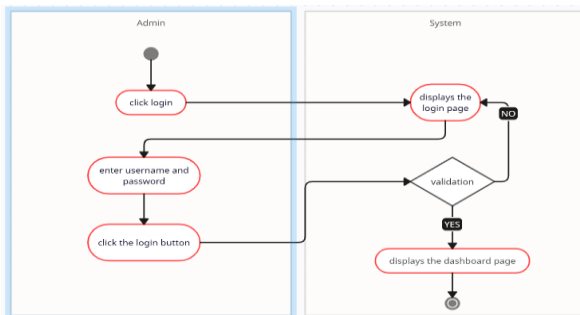 Admin
System
click login
displays the
login page
NO
enter username and
password
validation
YES
click the login button
displays the dashboard page